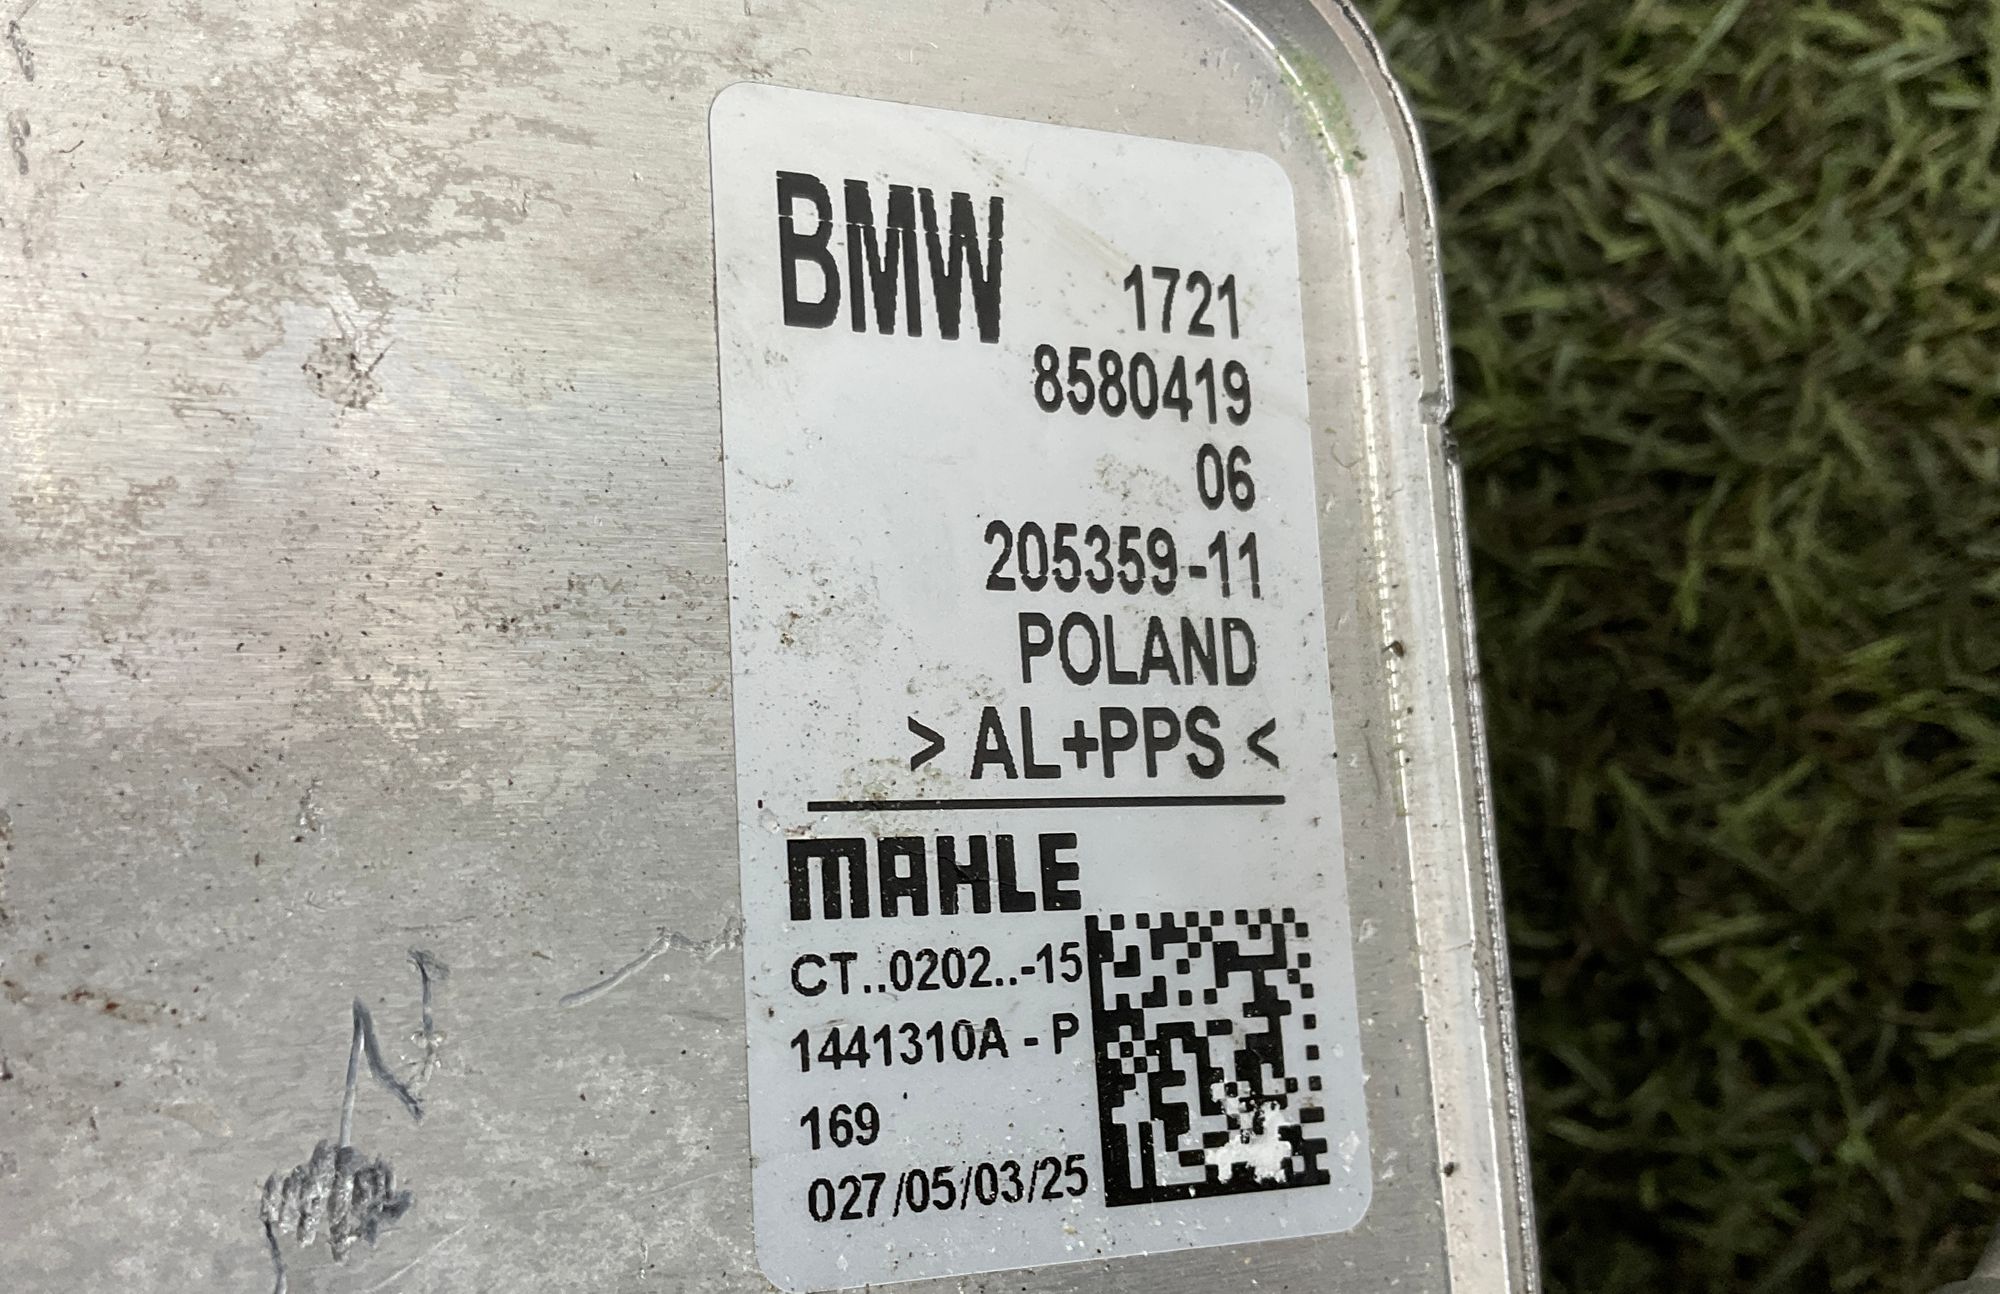 BMW 1721
8580419
06
205359-11
POLAND
> AL+PPS <
MAHLE
CT..0202..-15
1441310A - P
169
027/05/03/25